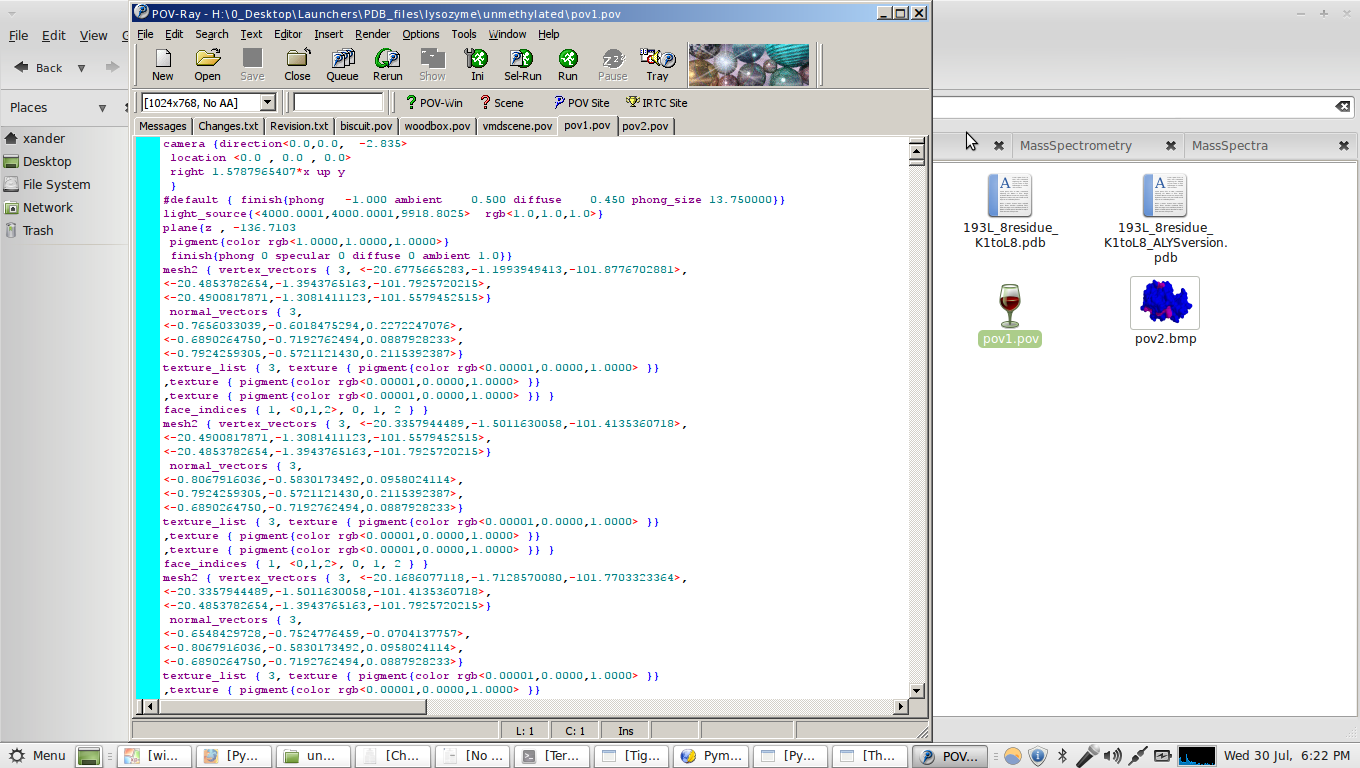 POV-Ray - H:\0_Desktop\Launchers\PDB_files\lysozyme\unmethylated\pov1.pov
File Edit View G
File Edit Search Text Editor Insert Render Options Tools Window Help
Back
New Open Save Close Queue Rerun Show Ini Sel-Run Run Pause Tray
[1024x768, No AA] POV-Win Scene POV Site IRTC Site
Places
Messages Changes.txt Revision.txt biscuit.pov woodbox.pov vmdscene.pov pov1.pov pov2.pov
MassSpectrometry MassSpectra
xander
Desktop
File System
Network
Trash
camera {direction<0.0,0.0,  -2.835>
location <0.0 , 0.0 , 0.0>
right 1.5787965407*x up y
}
#default { finish{phong   -1.000 ambient    0.500 diffuse    0.450 phong_size 13.750000}}
light_source{<4000.0001,4000.0001,9918.8025>  rgb<1.0,1.0,1.0>}
plane{z , -136.7103
pigment{color rgb<1.0000,1.0000,1.0000>}
finish{phong 0 specular 0 diffuse 0 ambient 1.0}}
mesh2 { vertex_vectors { 3, <-20.6775665283,-1.1993949413,-101.8776702881>,
<-20.4853782654,-1.3943765163,-101.7925720215>,
<-20.4900817871,-1.3081411123,-101.5579452515>}
normal_vectors { 3,
<-0.7656033039,-0.6018475294,0.2272247076>,
<-0.6890264750,-0.7192762494,0.0887928233>,
<-0.7924259305,-0.5721121430,0.2115392387>}
texture_list { 3, texture { pigment{color rgb<0.00001,0.0000,1.0000> }}
,texture { pigment{color rgb<0.00001,0.0000,1.0000> }}
,texture { pigment{color rgb<0.00001,0.0000,1.0000> }} }
face_indices { 1, <0,1,2>, 0, 1, 2 } }
mesh2 { vertex_vectors { 3, <-20.3357944489,-1.5011630058,-101.4135360718>,
<-20.4900817871,-1.3081411123,-101.5579452515>,
<-20.4853782654,-1.3943765163,-101.7925720215>}
normal_vectors { 3,
<-0.8067916036,-0.5830173492,0.0958024114>,
<-0.7924259305,-0.5721121430,0.2115392387>,
<-0.6890264750,-0.7192762494,0.0887928233>}
texture_list { 3, texture { pigment{color rgb<0.00001,0.0000,1.0000> }}
,texture { pigment{color rgb<0.00001,0.0000,1.0000> }}
,texture { pigment{color rgb<0.00001,0.0000,1.0000> }} }
face_indices { 1, <0,1,2>, 0, 1, 2 } }
mesh2 { vertex_vectors { 3, <-20.1686077118,-1.7128570080,-101.7703323364>,
<-20.3357944489,-1.5011630058,-101.4135360718>,
<-20.4853782654,-1.3943765163,-101.7925720215>}
normal_vectors { 3,
<-0.6548429728,-0.7524776459,-0.0704137757>,
<-0.8067916036,-0.5830173492,0.0958024114>,
<-0.6890264750,-0.7192762494,0.0887928233>}
texture_list { 3, texture { pigment{color rgb<0.00001,0.0000,1.0000> }}
,texture { pigment{color rgb<0.00001,0.0000,1.0000> }}
193L_8residue_
K1toL8.pdb
193L_8residue_
K1toL8_ALYSversion.
pdb
pov1.pov
pov2.bmp
L: 1 C: 1 Ins
Menu [wi... [Py... un... [Ch... [No ... [Ter... [Tig... Pym... [Py... [Th... POV... Wed 30 Jul, 6:22 PM